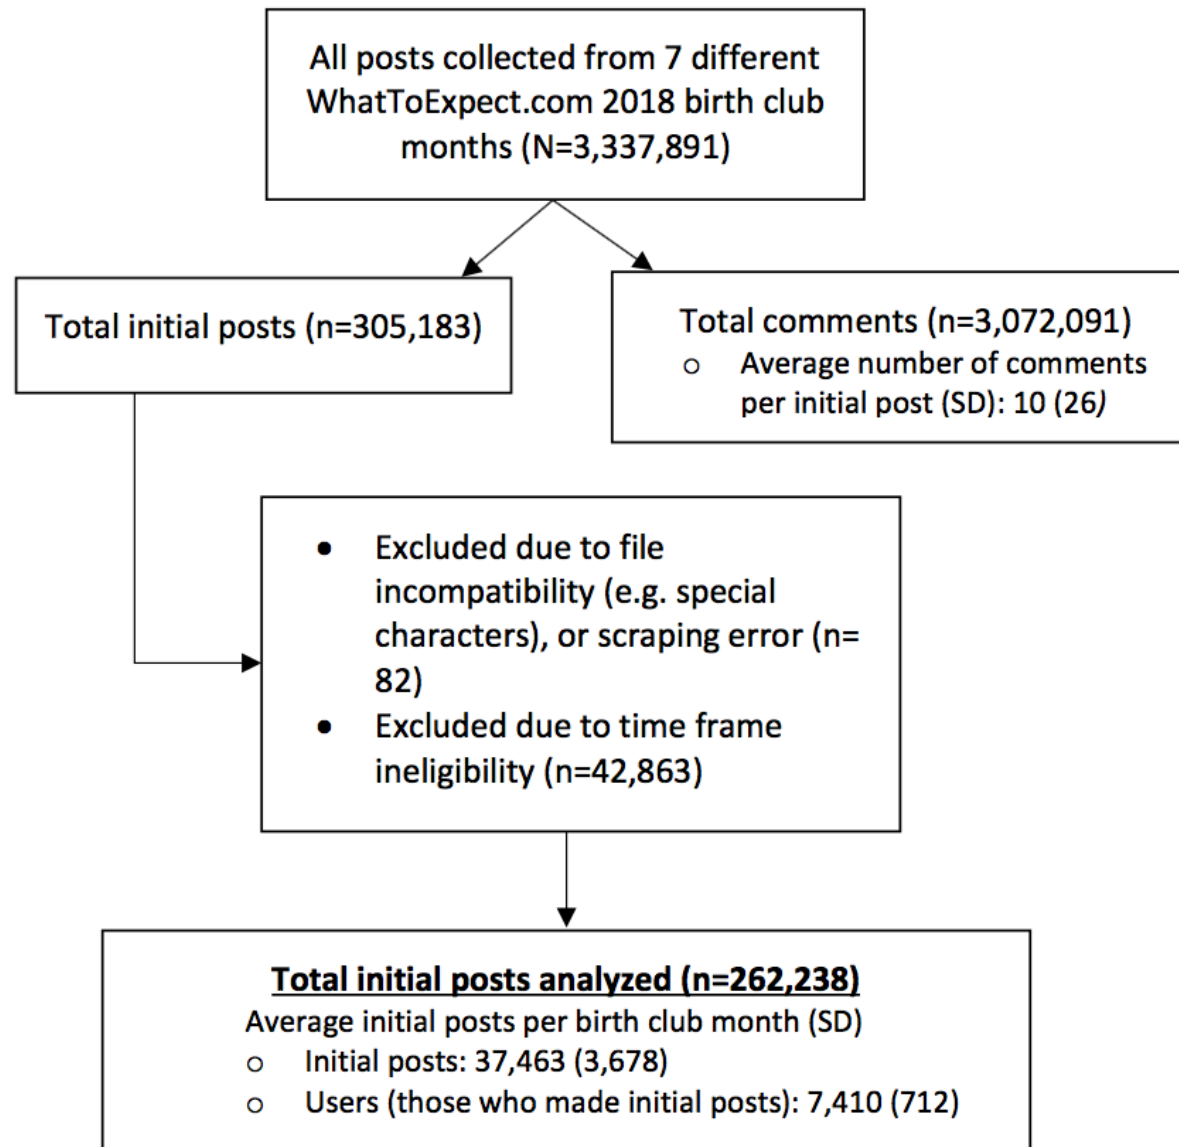 All posts collected from 7 different
WhatToExpect.com 2018 birth club
months (N=3,337,891)
Total initial posts (n=305,183)
Total comments (n=3,072,091)
o Average number of comments
per initial post (SD): 10 (26)
• Excluded due to file
incompatibility (e.g. special
characters), or scraping error (n=
82)
• Excluded due to time frame
ineligibility (n=42,863)
Total initial posts analyzed (n=262,238)
Average initial posts per birth club month (SD)
o Initial posts: 37,463 (3,678)
o Users (those who made initial posts): 7,410 (712)